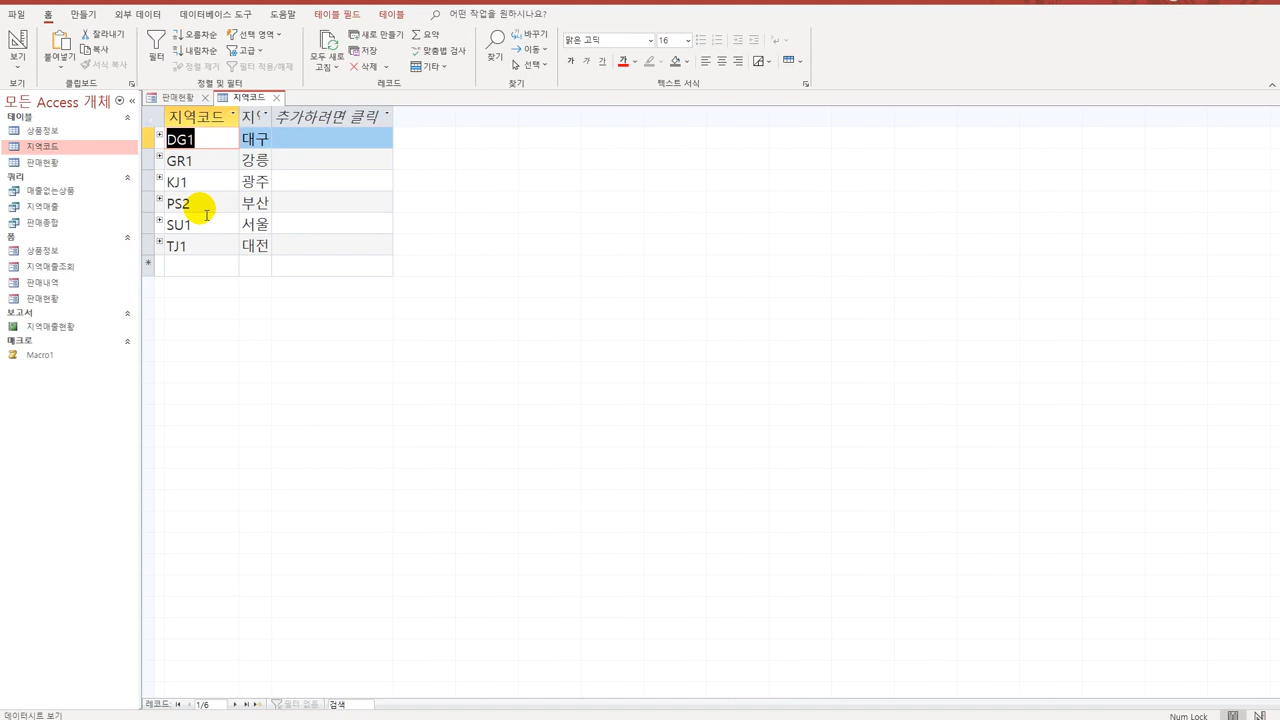 파일 홈 만들기 외부 데이터 데이터베이스 도구 도움말 테이블 필드 테이블 어떤 작업을 원하시나요?
보기
붙여넣기
잘라내기
복사
서식 복사
필터
오름차순
내림차순
정렬 제거
선택 영역
고급
필터 적용/해제
모두 새로
고침
새로 만들기
저장
삭제
요약
맞춤법 검사
기타
찾기
바꾸기
이동
선택
맑은 고딕 16
가 가 가 가
보기 클립보드 정렬 및 필터 레코드 찾기 텍스트 서식
모든 Access 개체
테이블
상품정보
지역코드
판매현황
쿼리
매출없는상품
지역매출
판매종합
폼
상품정보
지역매출조회
판매내역
판매현황
보고서
지역매출현황
매크로
Macro1
판매현황 지역코드
지역코드 추가하려면 클릭
DG1 대구
GR1 강릉
KJ1 광주
PS2 부산
SU1 서울
TJ1 대전
레코드: 1/6 필터 없음 검색
데이터시트 보기 Num Lock